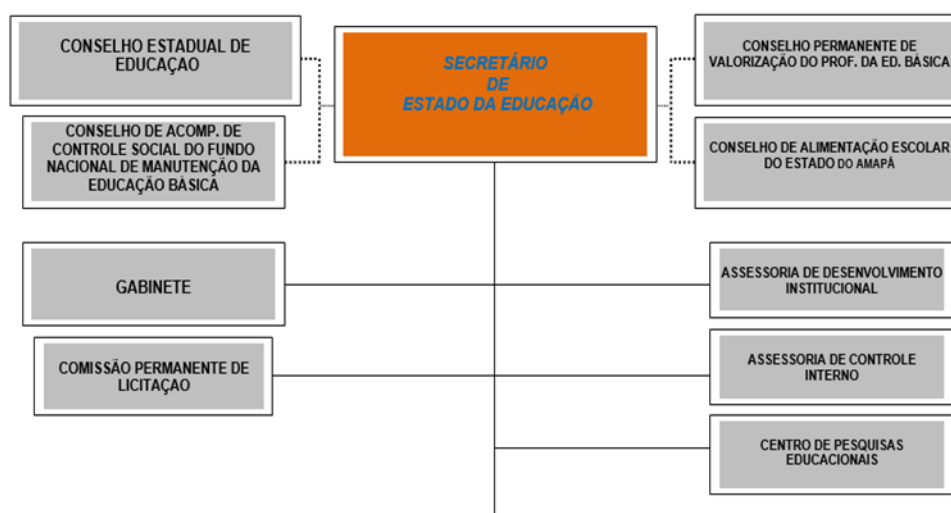 CONSELHO ESTADUAL DE
EDUCAÇAO
SECRETÁRIO
DE
ESTADO DA EDUCAÇÃO
CONSELHO PERMANENTE DE
VALORIZAÇÃO DO PROF. DA ED. BÁSICA
CONSELHO DE ACOMP. DE
CONTROLE SOCIAL DO FUNDO
NACIONAL DE MANUTENÇÃO DA
EDUCAÇÃO BÁSICA
CONSELHO DE ALIMENTAÇÃO ESCOLAR
DO ESTADO DO AMAPÁ
GABINETE
ASSESSORIA DE DESENVOLVIMENTO
INSTITUCIONAL
COMISSÃO PERMANENTE DE
LICITAÇAO
ASSESSORIA DE CONTROLE
INTERNO
CENTRO DE PESQUISAS
EDUCACIONAIS